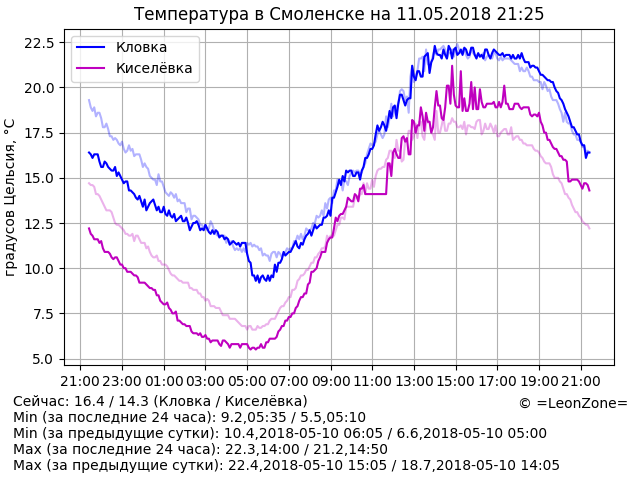 Температура в Смоленске на 11.05.2018 21:25
Кловка
Киселёвка
градусов Цельсия, °C
22.5
20.0
17.5
15.0
12.5
10.0
7.5
5.0
21:00 23:00 01:00 03:00 05:00 07:00 09:00 11:00 13:00 15:00 17:00 19:00 21:00
Сейчас: 16.4 / 14.3 (Кловка / Киселёвка)
© =LeonZone=
Min (за последние 24 часа): 9.2,05:35 / 5.5,05:10
Min (за предыдущие сутки): 10.4,2018-05-10 06:05 / 6.6,2018-05-10 05:00
Max (за последние 24 часа): 22.3,14:00 / 21.2,14:50
Max (за предыдущие сутки): 22.4,2018-05-10 15:05 / 18.7,2018-05-10 14:05